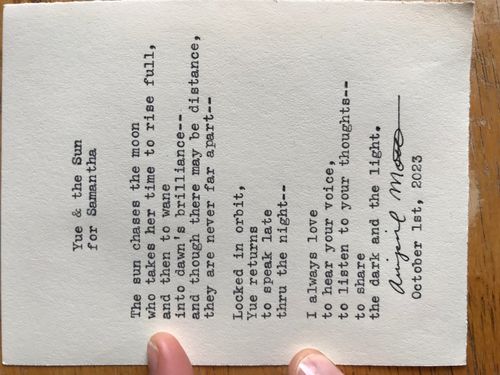 Yue & the Sun
for Samantha
The sun chases the moon
who takes her time to rise full,
and then to wane
into dawn's brilliance--
and though there may be distance,
they are never far apart--
Locked in orbit,
Yue returns
to speak late
thru the night--
I always love
to hear your voice,
to listen to your thoughts--
to share
the dark and the light.
October 1st, 2023